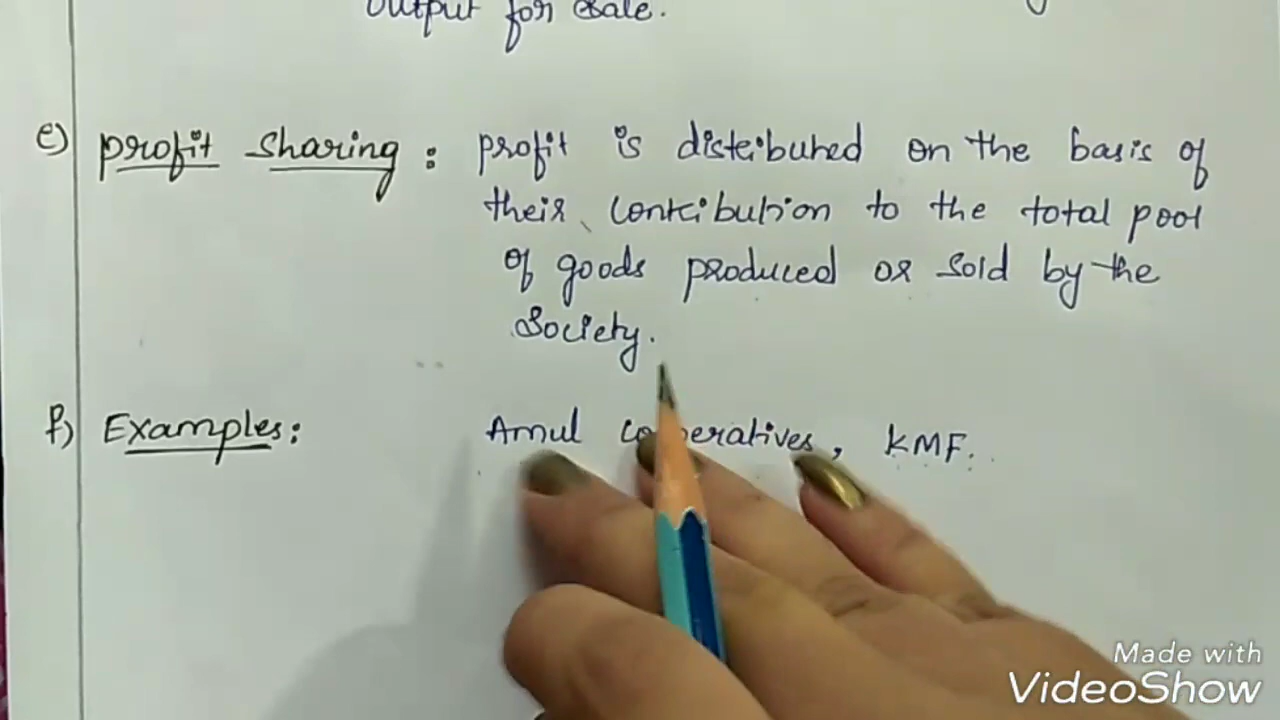 output for sale.
e) profit sharing : profit is distributed on the basis of
their contribution to the total pool
of goods produced or sold by the
society.
f) Examples: Amul cooperatives, KMF.
Made with
VideoShow